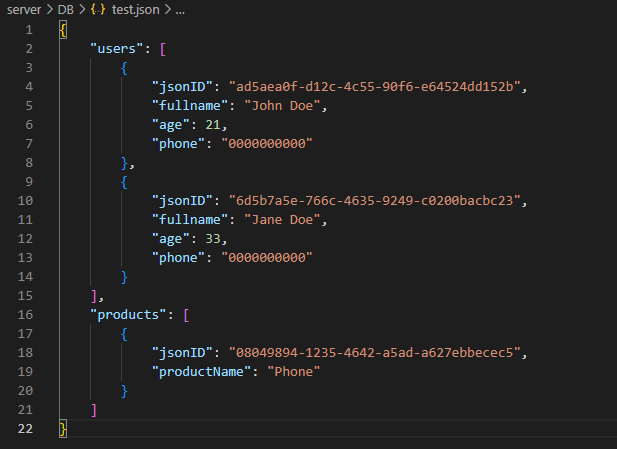 server > DB > {} test.json > ...
1 {
2     "users": [
3         {
4             "jsonID": "ad5aea0f-d12c-4c55-90f6-e64524dd152b",
5             "fullname": "John Doe",
6             "age": 21,
7             "phone": "0000000000"
8         },
9         {
10             "jsonID": "6d5b7a5e-766c-4635-9249-c0200bacbc23",
11             "fullname": "Jane Doe",
12             "age": 33,
13             "phone": "0000000000"
14         }
15     ],
16     "products": [
17         {
18             "jsonID": "08049894-1235-4642-a5ad-a627ebbecec5",
19             "productName": "Phone"
20         }
21     ]
22 }